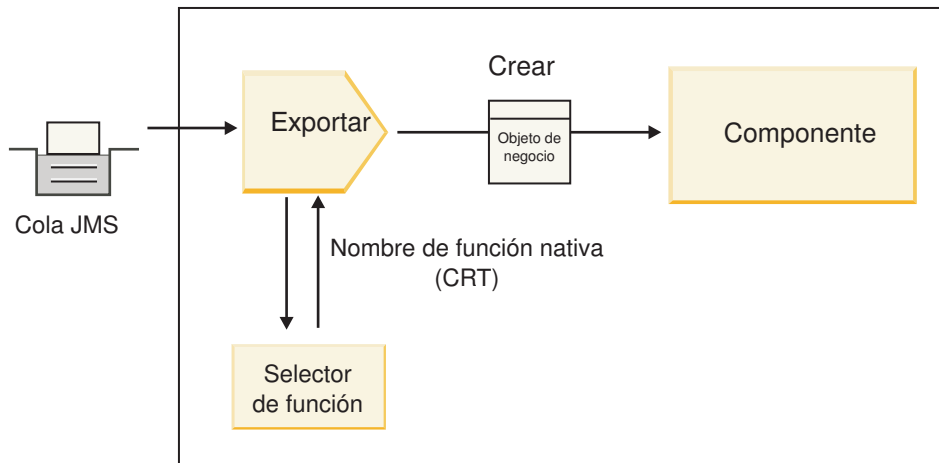 Crear
Exportar
Objeto de
negocio
Componente
Cola JMS
Nombre de función nativa
(CRT)
Selector
de función